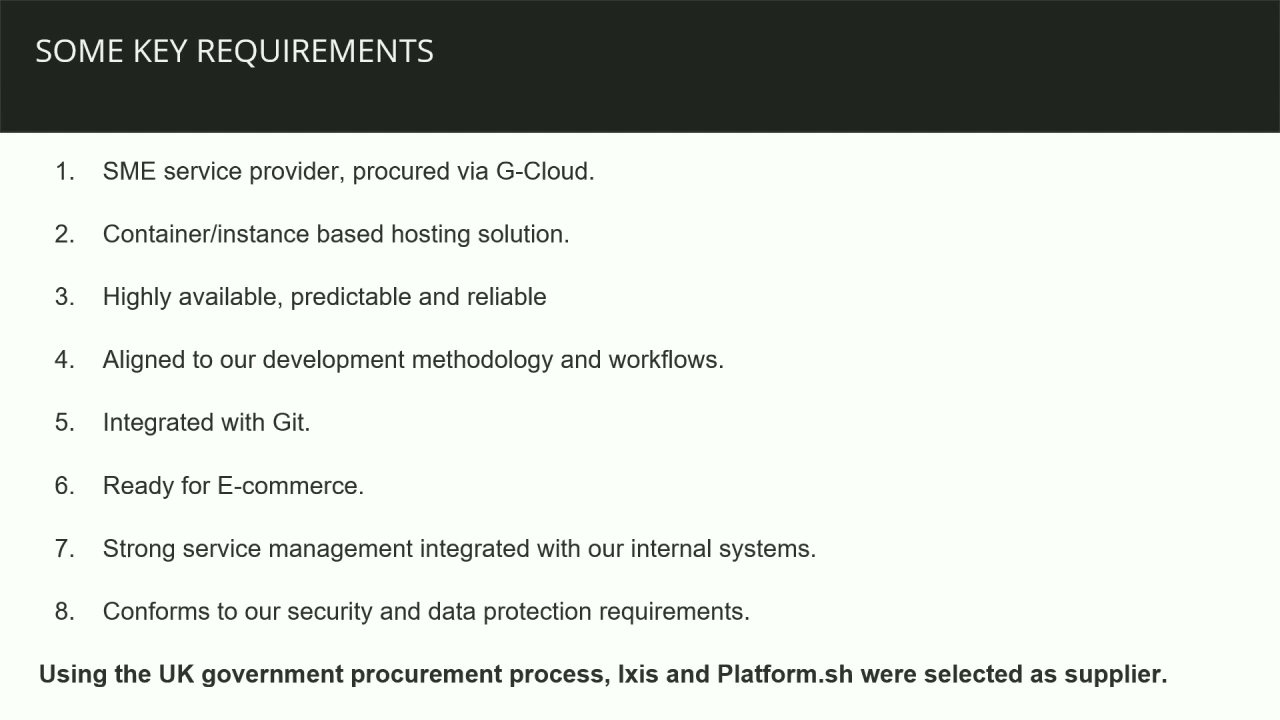 SOME KEY REQUIREMENTS
1. SME service provider, procured via G-Cloud.
2. Container/instance based hosting solution.
3. Highly available, predictable and reliable
4. Aligned to our development methodology and workflows.
5. Integrated with Git.
6. Ready for E-commerce.
7. Strong service management integrated with our internal systems.
8. Conforms to our security and data protection requirements.
Using the UK government procurement process, Ixis and Platform.sh were selected as supplier.